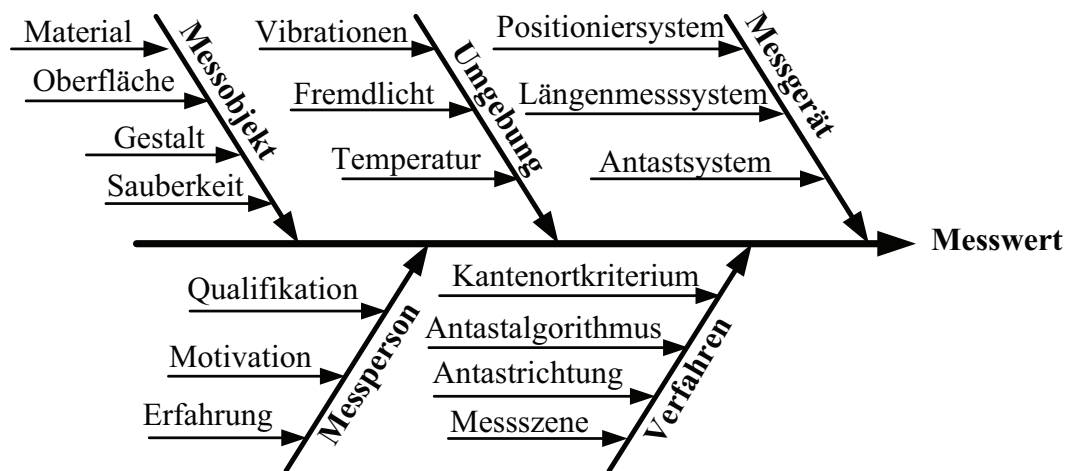 Material
Oberfläche
Gestalt
Sauberkeit
Messobjekt
Vibrationen
Fremdlicht
Temperatur
Umgebung
Positioniersystem
Längenmesssystem
Antastsystem
Messgerät
Messwert
Qualifikation
Motivation
Erfahrung
Messperson
Kantenortkriterium
Antastalgorithmus
Antastrichtung
Messszene
Verfahren